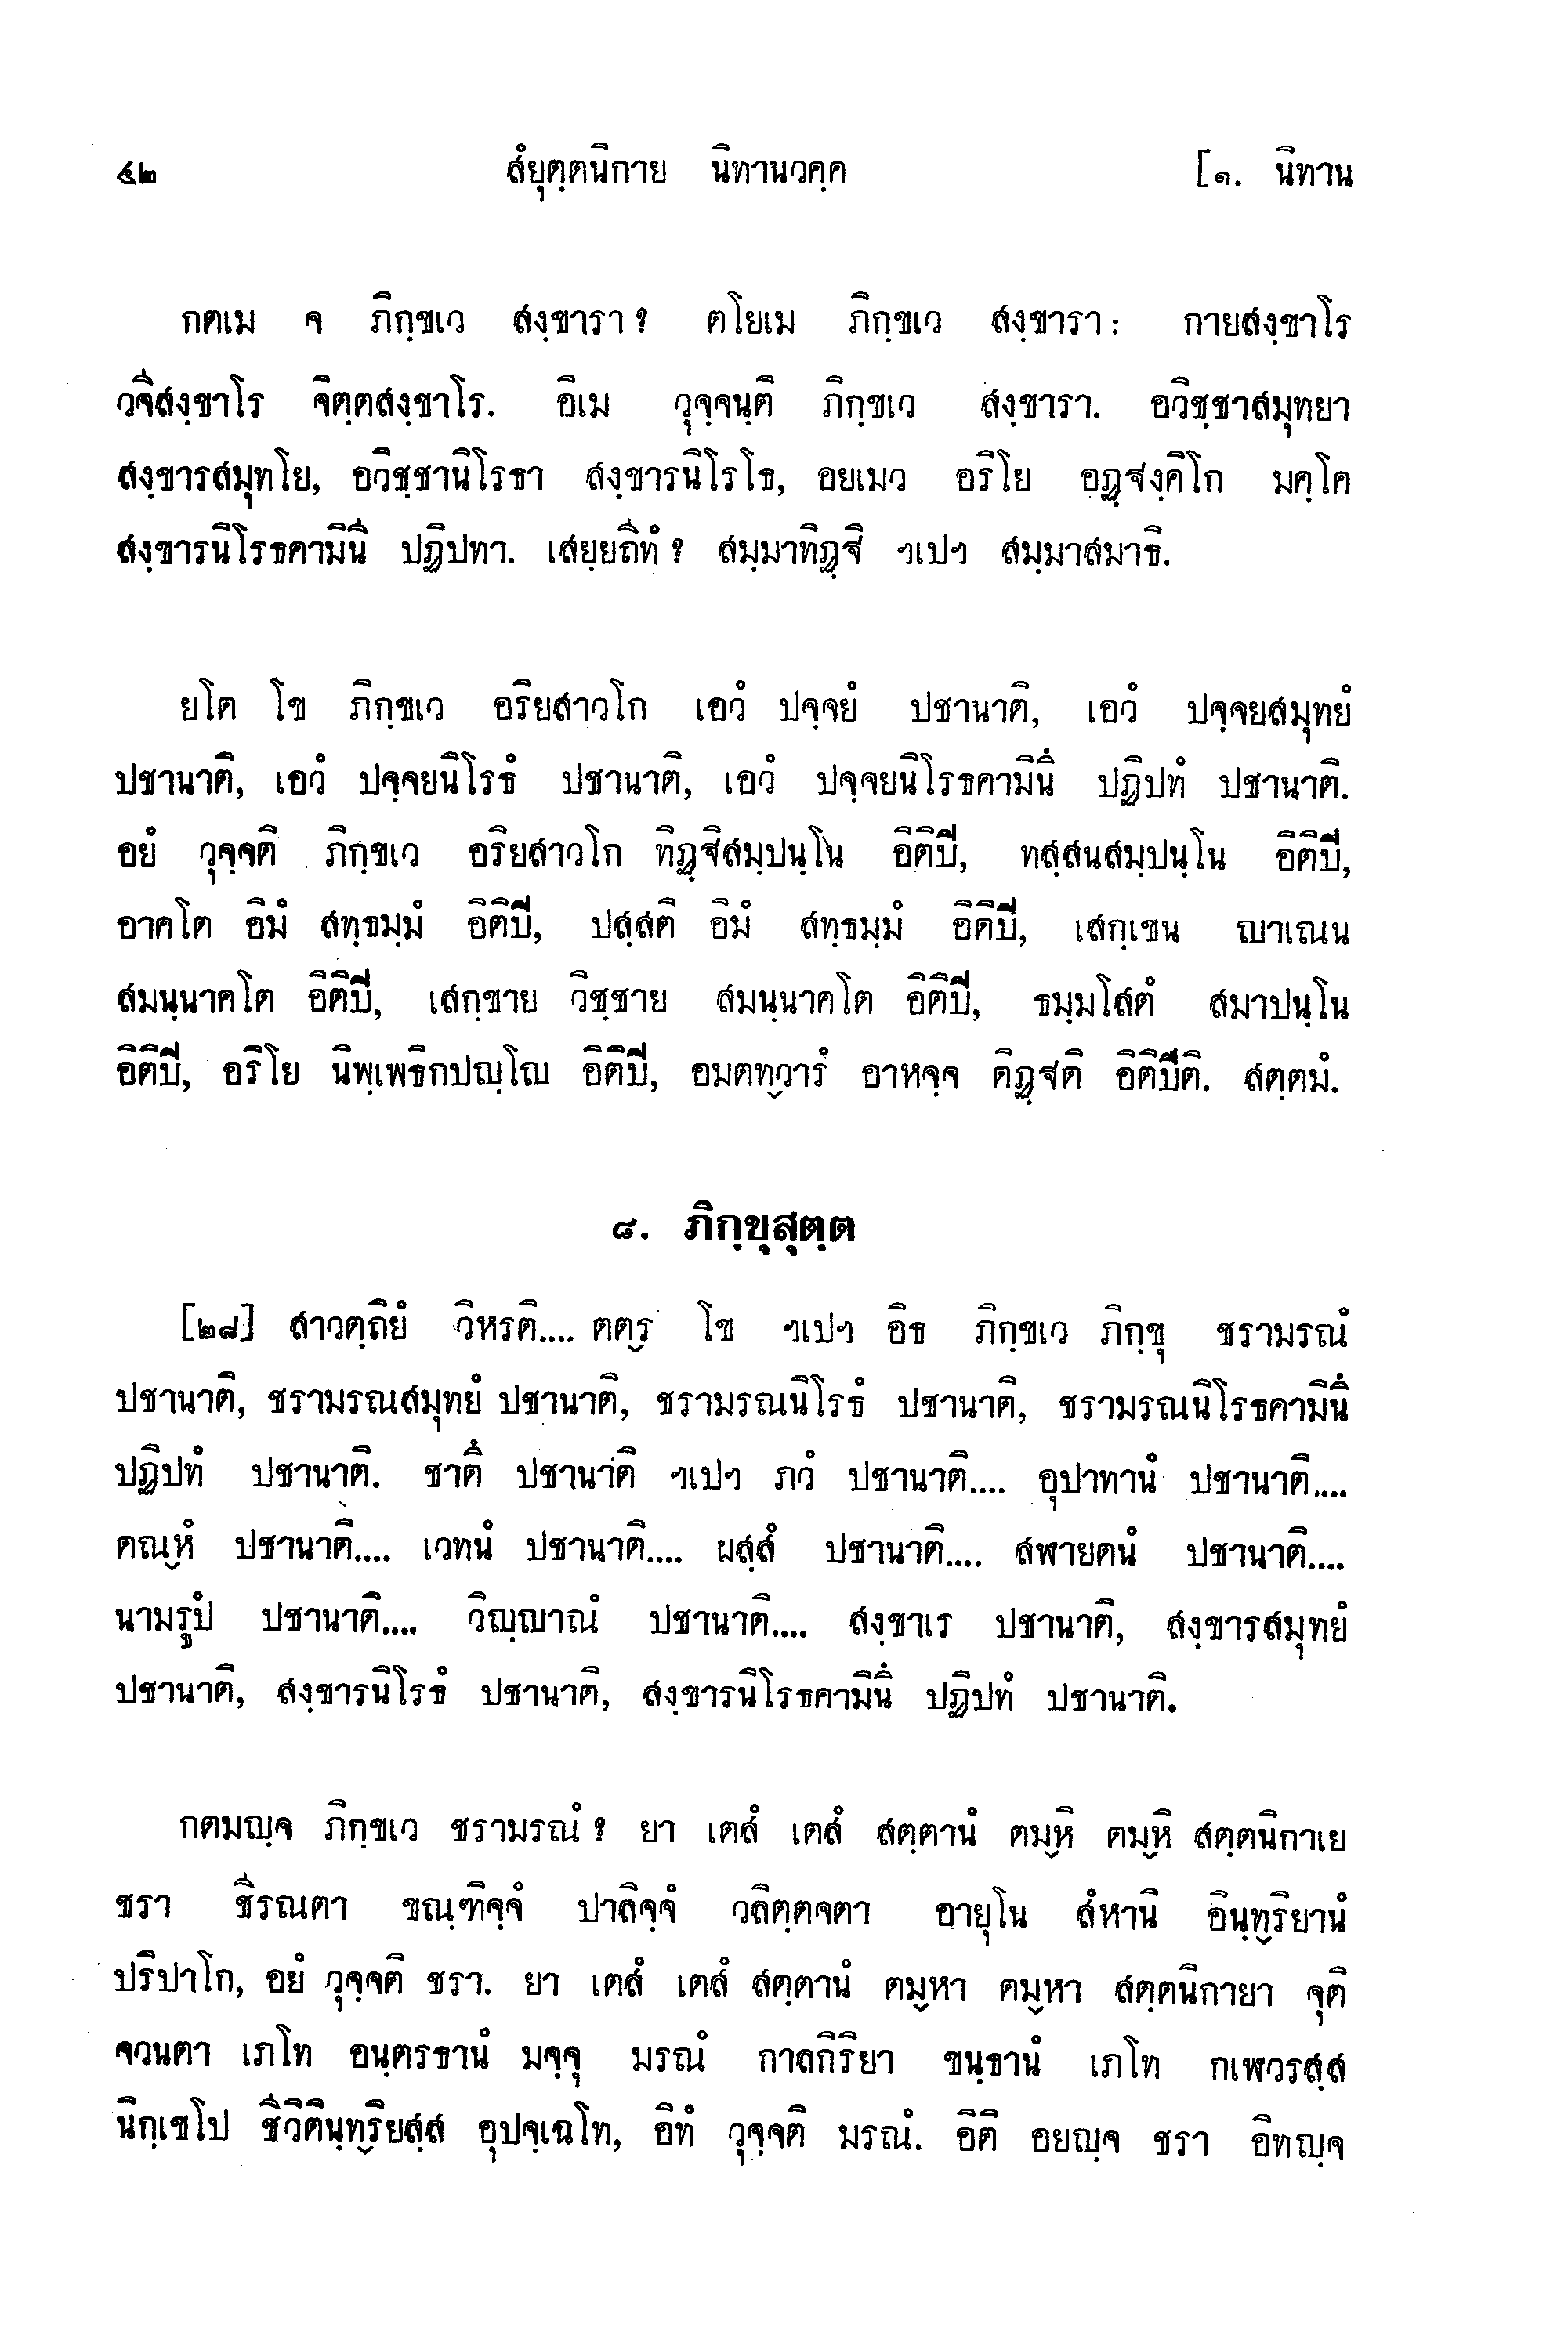 ๕๒ สํยุตฺตนิกาย นิทานวคฺค [๑. นิทาน
กตเม จ ภิกฺขเว สงฺขารา? ตโยเม ภิกฺขเว สงฺขารา: กายสงฺขาโร
วจีสงฺขาโร จิตฺตสงฺขาโร. อิเม วุจฺจนฺติ ภิกฺขเว สงฺขารา. อวิชฺชาสมุทยา
สงฺขารสมุทโย, อวิชฺชานิโรธา สงฺขารนิโรโธ, อยเมว อริโย อฏฺฐงฺคิโก มคฺโค
สงฺขารนิโรธคามินี ปฏิปทา. เสยฺยถีทํ? สมฺมาทิฏฺฐิ ฯเปฯ สมฺมาสมาธิ.
ยโต โข ภิกฺขเว อริยสาวโก เอวํ ปจฺจยํ ปชานาติ, เอวํ ปจฺจยสมุทยํ
ปชานาติ, เอวํ ปจฺจยนิโรธํ ปชานาติ, เอวํ ปจฺจยนิโรธคามินึ ปฏิปทํ ปชานาติ.
อยํ วุจฺจติ ภิกฺขเว อริยสาวโก ทิฏฺฐิสมฺปนฺโน อิติปิ, ทสฺสนสมฺปนฺโน อิติปิ,
อาคโต อิมํ สทฺธมฺมํ อิติปิ, ปสฺสติ อิมํ สทฺธมฺมํ อิติปิ, เสกฺเขน ญาเณน
สมนฺนาคโต อิติปิ, เสกฺขาย วิชฺชาย สมนฺนาคโต อิติปิ, ธมฺมโสตํ สมาปนฺโน
อิติปิ, อริโย นิพฺเพธิกปญฺโญ อิติปิ, อมตทฺวารํ อาหจฺจ ติฏฺฐติ อิติปีติ. สตฺตมํ.
๘. ภิกฺขุสุตฺต
[๒๘] สาวตฺถิยํ วิหรติ.... ตตฺร โข ฯเปฯ อิธ ภิกฺขเว ภิกฺขุ ชรามรณํ
ปชานาติ, ชรามรณสมุทยํ ปชานาติ, ชรามรณนิโรธํ ปชานาติ, ชรามรณนิโรธคามินึ
ปฏิปทํ ปชานาติ. ชาตึ ปชานาติ ฯเปฯ ภวํ ปชานาติ.... อุปาทานํ ปชานาติ....
ตณฺหํ ปชานาติ.... เวทนํ ปชานาติ.... ผสฺสํ ปชานาติ.... สฬายตนํ ปชานาติ....
นามรูปํ ปชานาติ.... วิญฺญาณํ ปชานาติ.... สงฺขาเร ปชานาติ, สงฺขารสมุทยํ
ปชานาติ, สงฺขารนิโรธํ ปชานาติ, สงฺขารนิโรธคามินึ ปฏิปทํ ปชานาติ.
กตมญฺจ ภิกฺขเว ชรามรณํ? ยา เตสํ เตสํ สตฺตานํ ตมฺหิ ตมฺหิ สตฺตนิกาเย
ชรา ชีรณตา ขณฺฑิจฺจํ ปาลิจฺจํ วลิตฺตจตา อายุโน สํหานิ อินฺทฺริยานํ
ปริปาโก, อยํ วุจฺจติ ชรา. ยา เตสํ เตสํ สตฺตานํ ตมฺหา ตมฺหา สตฺตนิกายา จุติ
จวนตา เภโท อนฺตรธานํ มจฺจุ มรณํ กาลกิริยา ขนฺธานํ เภโท กเฬวรสฺส
นิกฺเขโป ชีวิตินฺทฺริยสฺส อุปจฺเฉโท, อิทํ วุจฺจติ มรณํ. อิติ อยญฺจ ชรา อิทญฺจ